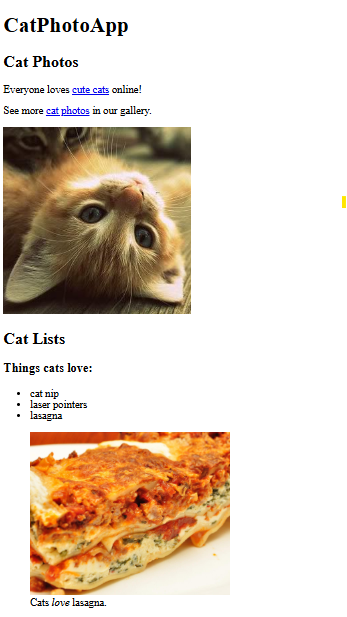 CatPhotoApp
Cat Photos
Everyone loves cute cats online!
See more cat photos in our gallery.
Cat Lists
Things cats love:
cat nip
laser pointers
lasagna
Cats love lasagna.